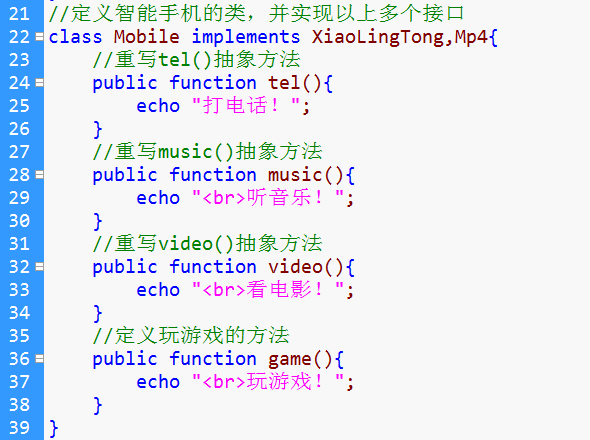 21 //定义智能手机的类，并实现以上多个接口
22 class Mobile implements XiaoLingTong,Mp4{
23     //重写tel()抽象方法
24     public function tel(){
25         echo "打电话！";
26     }
27     //重写music()抽象方法
28     public function music(){
29         echo "<br>听音乐！";
30     }
31     //重写video()抽象方法
32     public function video(){
33         echo "<br>看电影！";
34     }
35     //定义玩游戏的方法
36     public function game(){
37         echo "<br>玩游戏！";
38     }
39 }